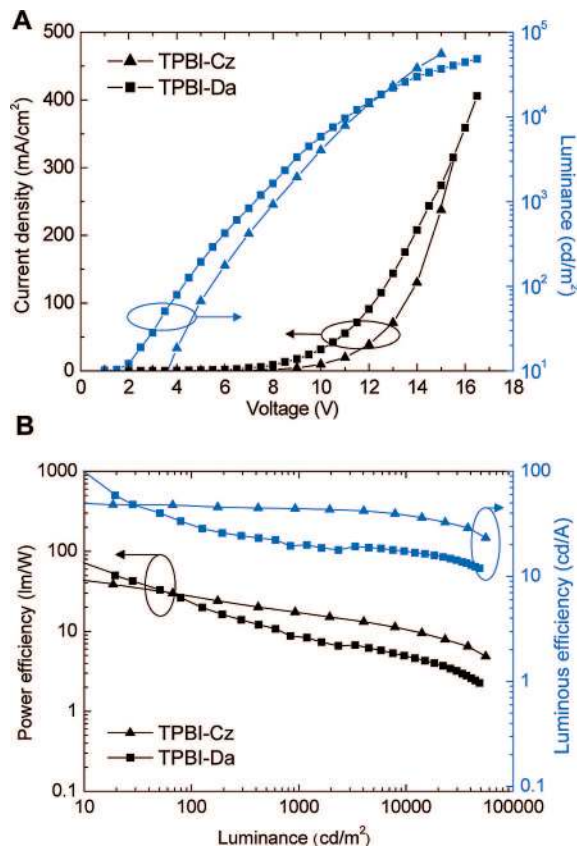 A
500
400
300
200
100
0
Current density (mA/cm²)
TPBI-Cz
TPBI-Da
10⁵
10⁴
10³
10²
10¹
Luminance (cd/m²)
0 2 4 6 8 10 12 14 16 18
Voltage (V)
B
1000
100
10
1
0.1
Power efficiency (lm/W)
100
10
1
0.1
Luminous efficiency (cd/A)
TPBI-Cz
TPBI-Da
10 100 1000 10000 100000
Luminance (cd/m²)